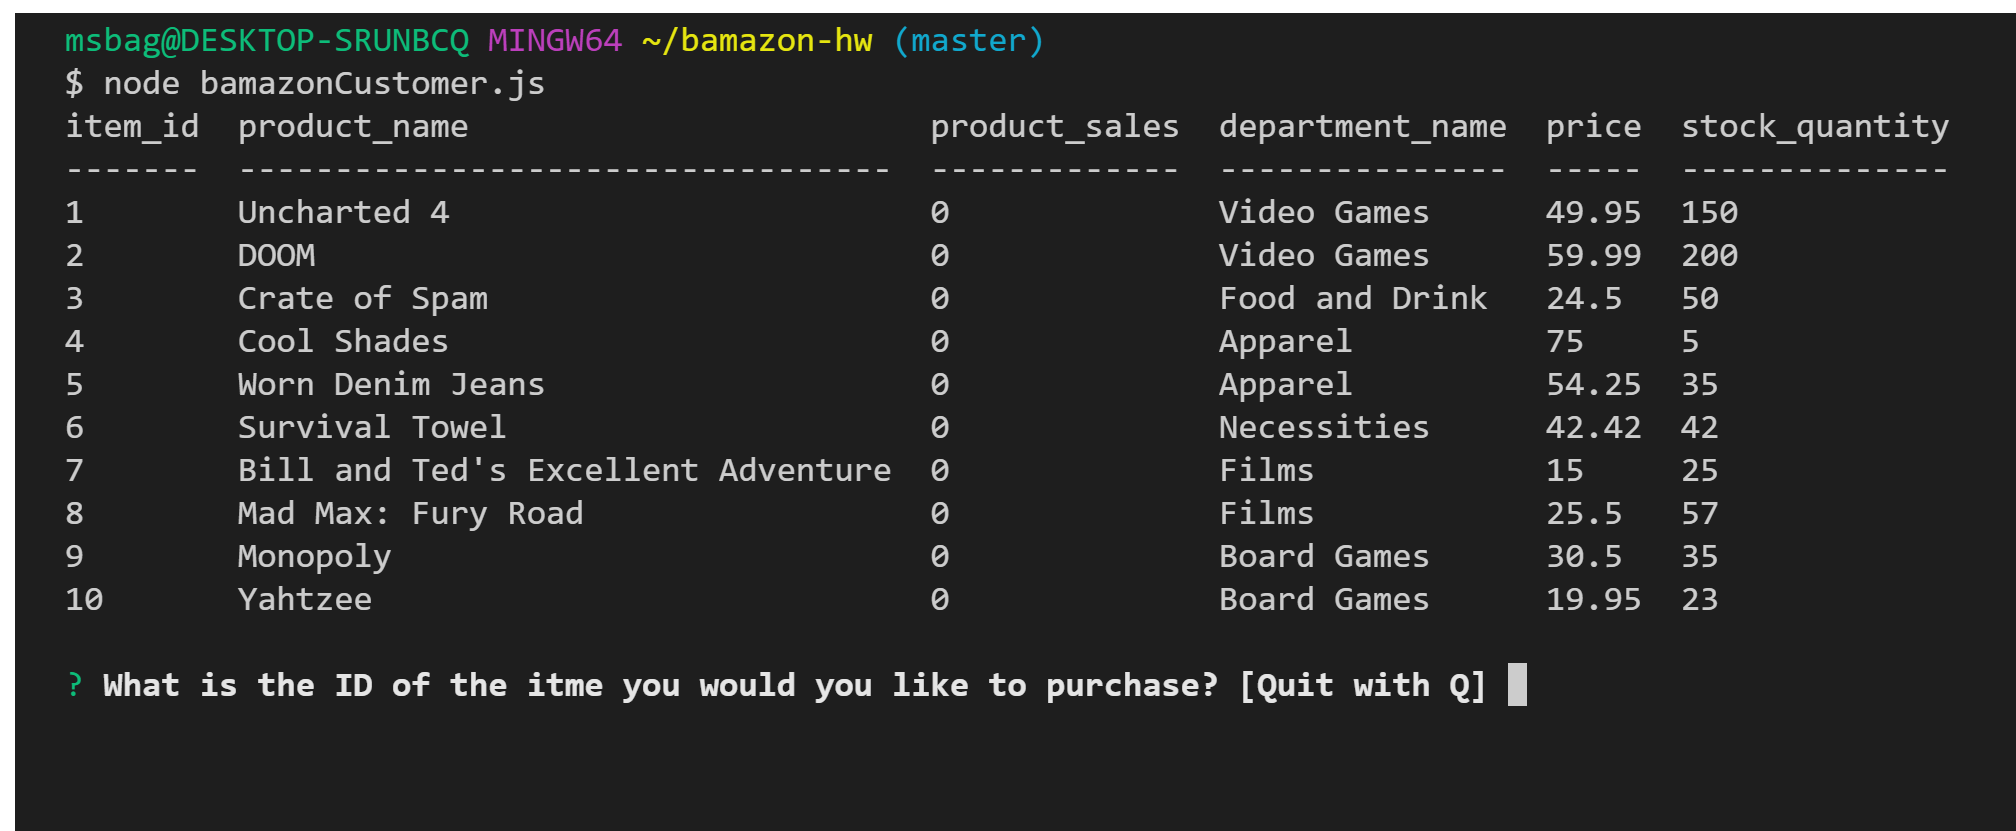 msbag@DESKTOP-SRUNBCQ MINGW64 ~/bamazon-hw (master)
$ node bamazonCustomer.js
item_id  product_name                        product_sales  department_name  price  stock_quantity
-------  ----------------------------------  -------------  ---------------  -----  --------------
1        Uncharted 4                         0              Video Games      49.95  150
2        DOOM                                0              Video Games      59.99  200
3        Crate of Spam                       0              Food and Drink   24.5   50
4        Cool Shades                         0              Apparel          75     5
5        Worn Denim Jeans                    0              Apparel          54.25  35
6        Survival Towel                      0              Necessities      42.42  42
7        Bill and Ted's Excellent Adventure  0              Films            15     25
8        Mad Max: Fury Road                  0              Films            25.5   57
9        Monopoly                            0              Board Games      30.5   35
10       Yahtzee                             0              Board Games      19.95  23
? What is the ID of the itme you would you like to purchase? [Quit with Q]